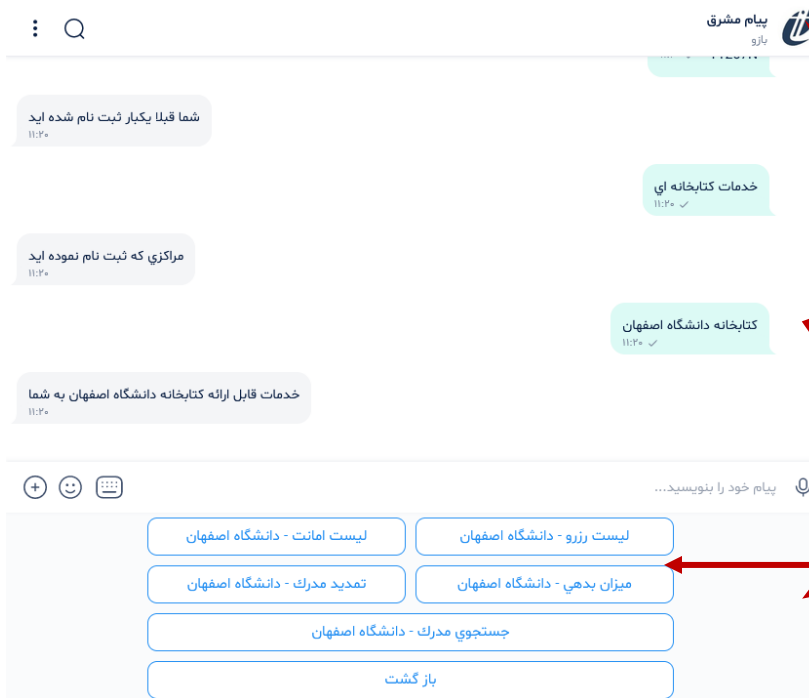 پیام مشرق
بازو
شما قبلا یکبار ثبت نام شده اید
۱۱:۲۰
خدمات کتابخانه اي
۱۱:۲۰
مراکزي که ثبت نام نموده اید
۱۱:۲۰
کتابخانه دانشگاه اصفهان
۱۱:۲۰
خدمات قابل ارائه کتابخانه دانشگاه اصفهان به شما
۱۱:۲۰
پیام خود را بنویسید...
لیست رزرو - دانشگاه اصفهان
لیست امانت - دانشگاه اصفهان
میزان بدهي - دانشگاه اصفهان
تمدید مدرك - دانشگاه اصفهان
جستجوي مدرك - دانشگاه اصفهان
باز گشت